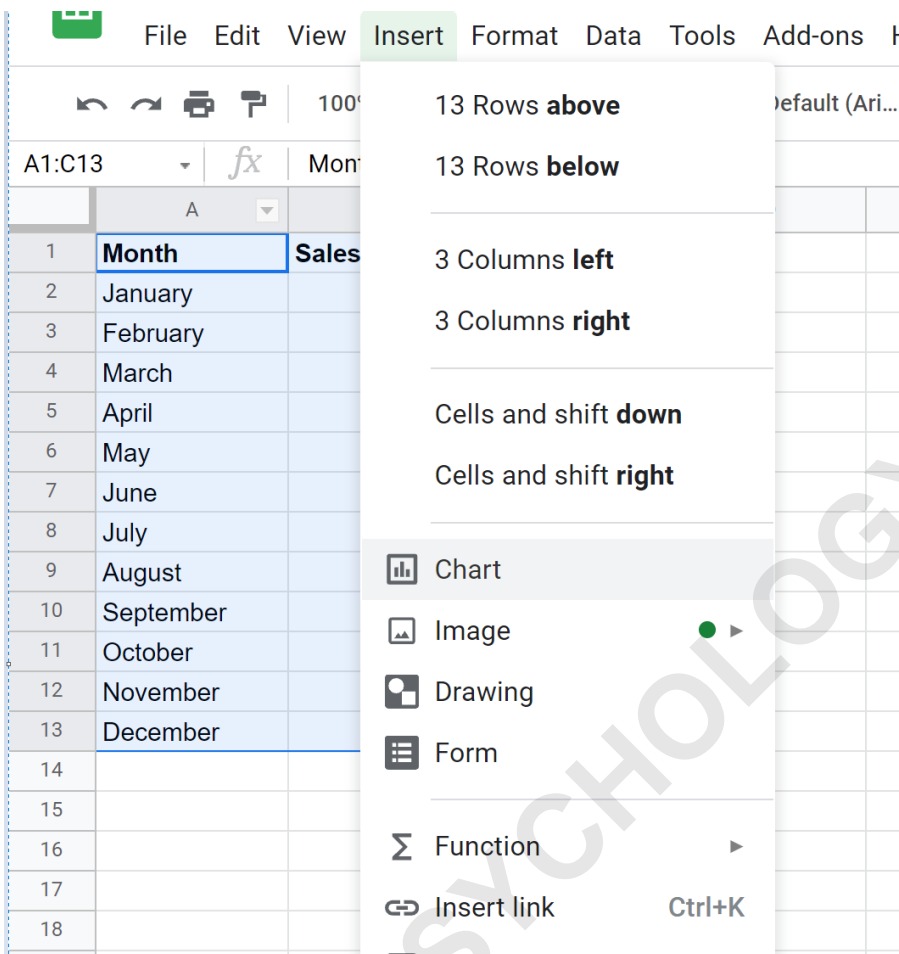 File Edit View Insert Format Data Tools Add-ons
13 Rows above
Default (Ari...
13 Rows below
A1:C13 fx
A
3 Columns left
1 Month Sales
2 January
3 Columns right
3 February
4 March
Cells and shift down
5 April
6 May
Cells and shift right
7 June
8 July
9 August
Chart
10 September
Image
11 October
12 November
Drawing
13 December
Form
14
15
16
Function
17
Insert link Ctrl+K
18